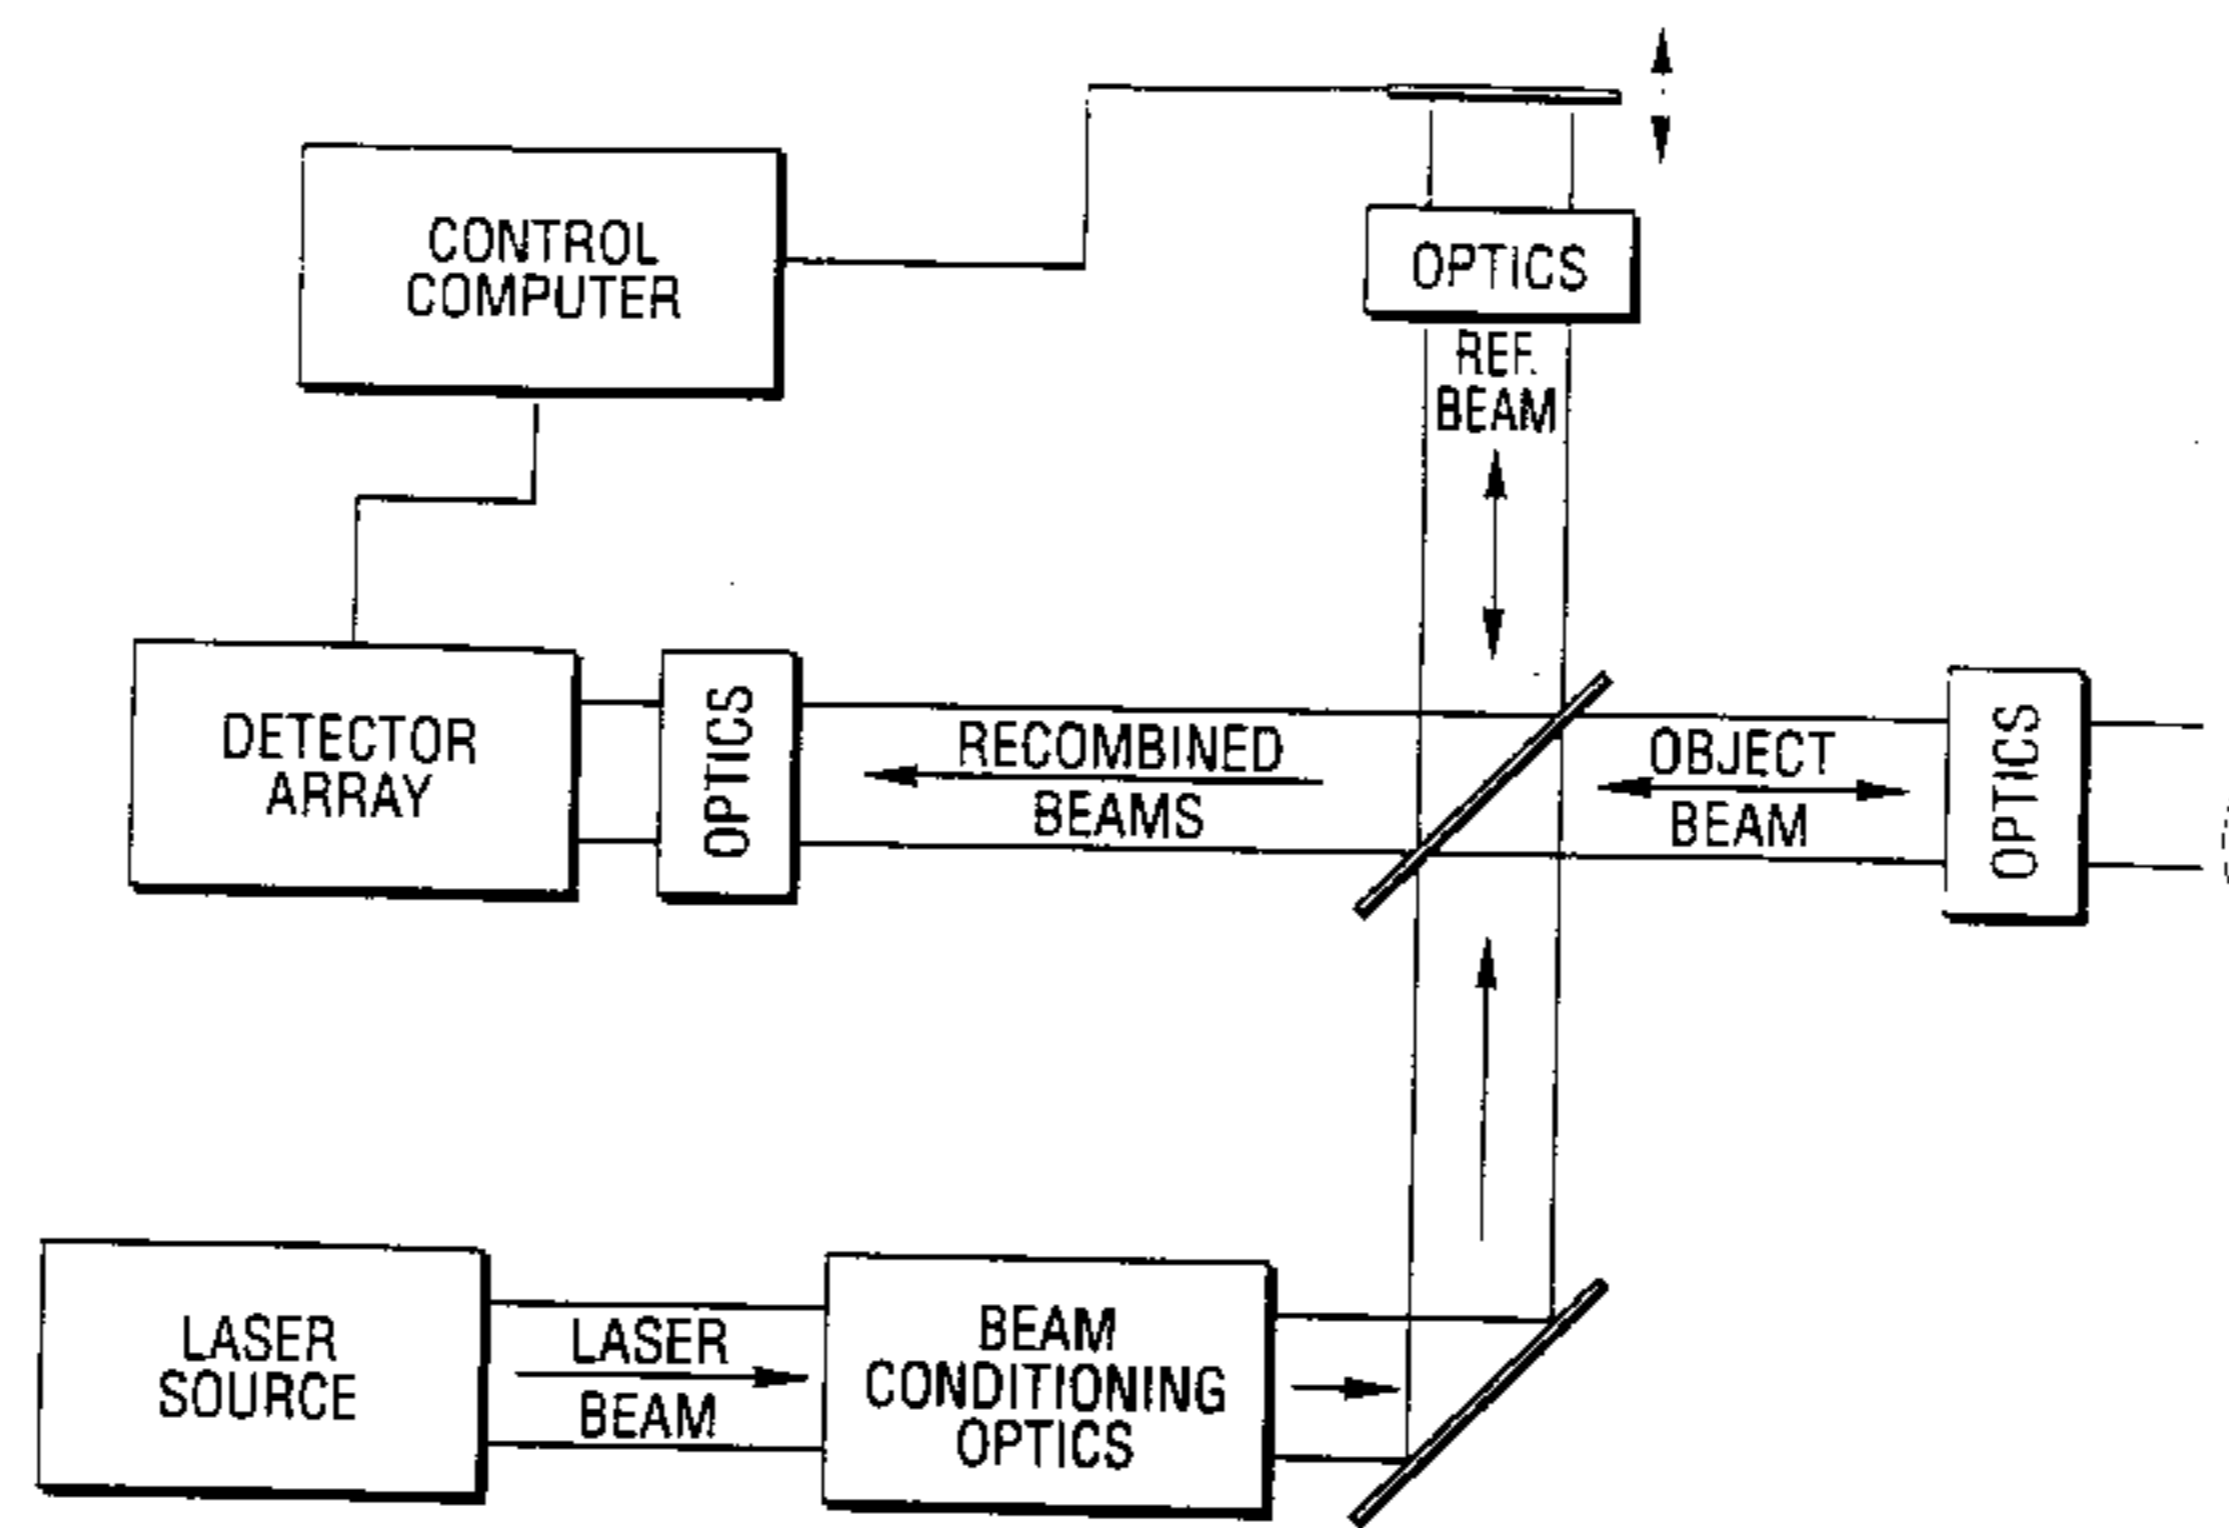 CONTROL
COMPUTER
OPTICS
REF.
BEAM
DETECTOR
ARRAY
OPTICS
RECOMBINED
BEAMS
OBJECT
BEAM
OPTICS
LASER
SOURCE
LASER
BEAM
BEAM
CONDITIONING
OPTICS